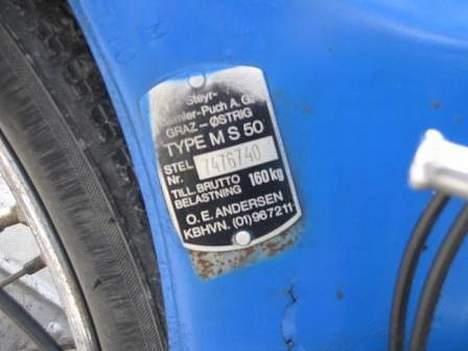 Steyr-
Daimler-Puch A.G.
GRAZ-ØSTRIG
TYPE M S 50
STEL Nr. 7476740
TILL. BRUTTO
BELASTNING 160 kg
O. E. ANDERSEN
KBHVN. (01) 967211